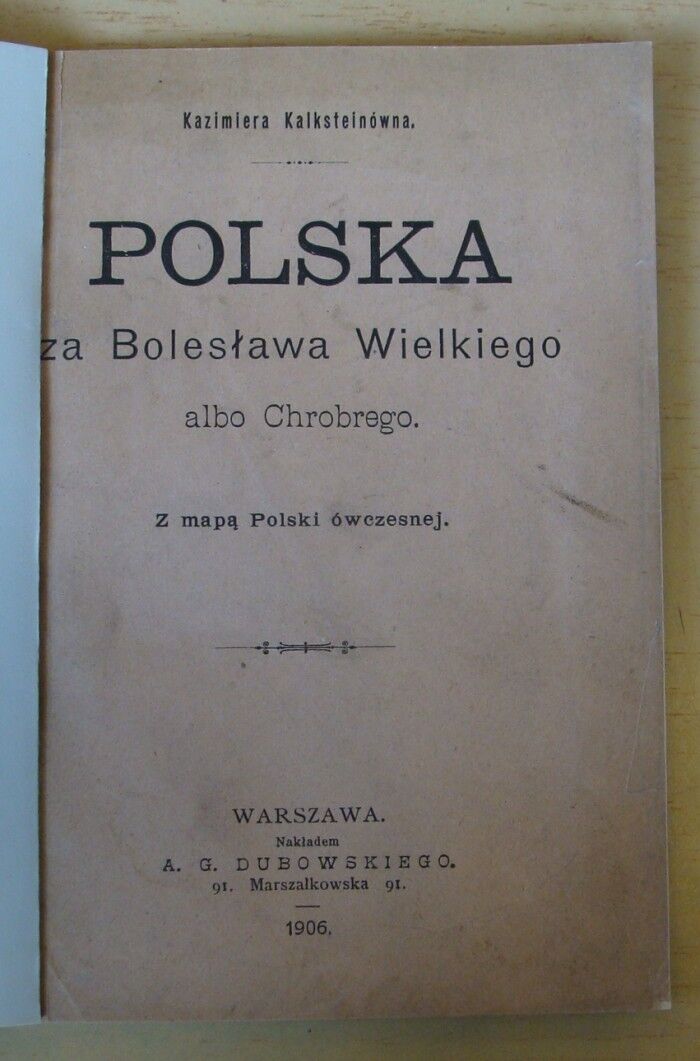 Kazimiera Kalksteinówna.
POLSKA
za Bolesława Wielkiego
albo Chrobrego.
Z mapą Polski ówczesnej.
WARSZAWA.
Nakładem
A. G. DUBOWSKIEGO.
91. Marszałkowska 91.
1906.